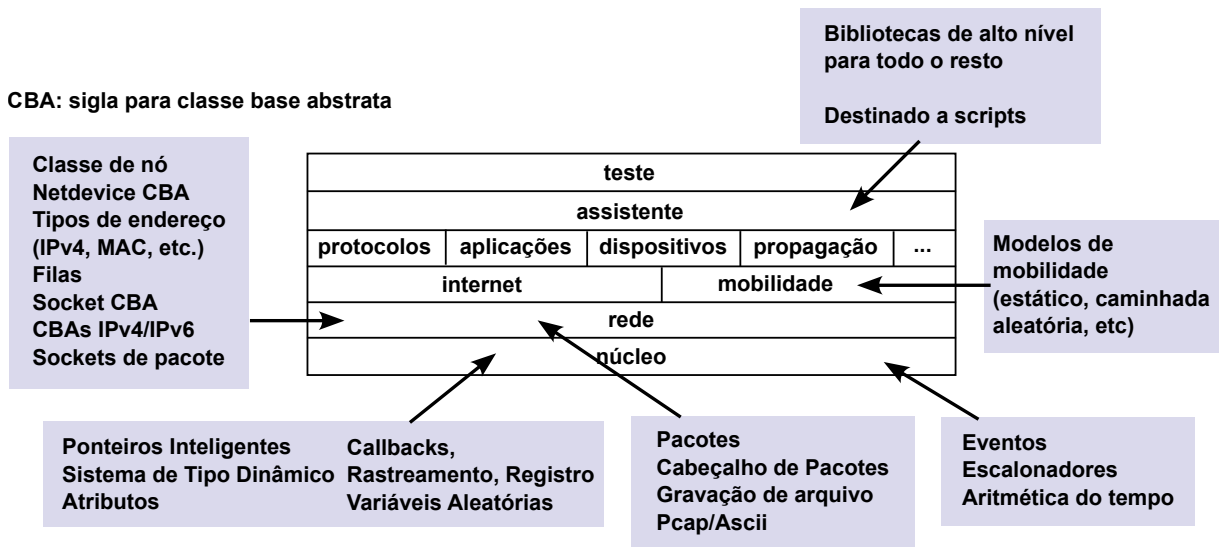 Bibliotecas de alto nível
para todo o resto
Destinado a scripts
CBA: sigla para classe base abstrata
Classe de nó
Netdevice CBA
Tipos de endereço
(IPv4, MAC, etc.)
Filas
Socket CBA
CBAs IPv4/IPv6
Sockets de pacote
teste
assistente
protocolos aplicações dispositivos propagação ...
internet mobilidade
rede
núcleo
Modelos de
mobilidade
(estático, caminhada
aleatória, etc)
Ponteiros Inteligentes
Sistema de Tipo Dinâmico
Atributos
Callbacks,
Rastreamento, Registro
Variáveis Aleatórias
Pacotes
Cabeçalho de Pacotes
Gravação de arquivo
Pcap/Ascii
Eventos
Escalonadores
Aritmética do tempo